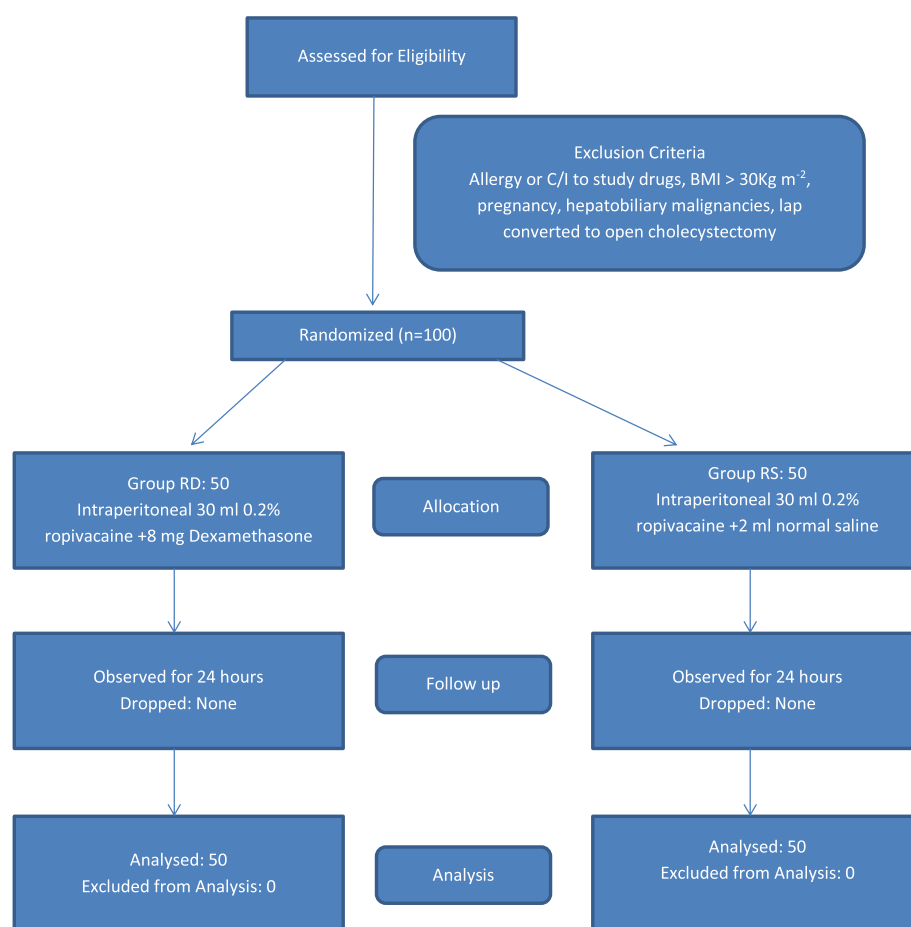 Assessed for Eligibility
Exclusion Criteria
Allergy or C/I to study drugs, BMI > 30Kg m⁻²,
pregnancy, hepatobiliary malignancies, lap
converted to open cholecystectomy
Randomized (n=100)
Group RD: 50
Intraperitoneal 30 ml 0.2%
ropivacaine +8 mg Dexamethasone
Allocation
Group RS: 50
Intraperitoneal 30 ml 0.2%
ropivacaine +2 ml normal saline
Observed for 24 hours
Dropped: None
Follow up
Observed for 24 hours
Dropped: None
Analysed: 50
Excluded from Analysis: 0
Analysis
Analysed: 50
Excluded from Analysis: 0